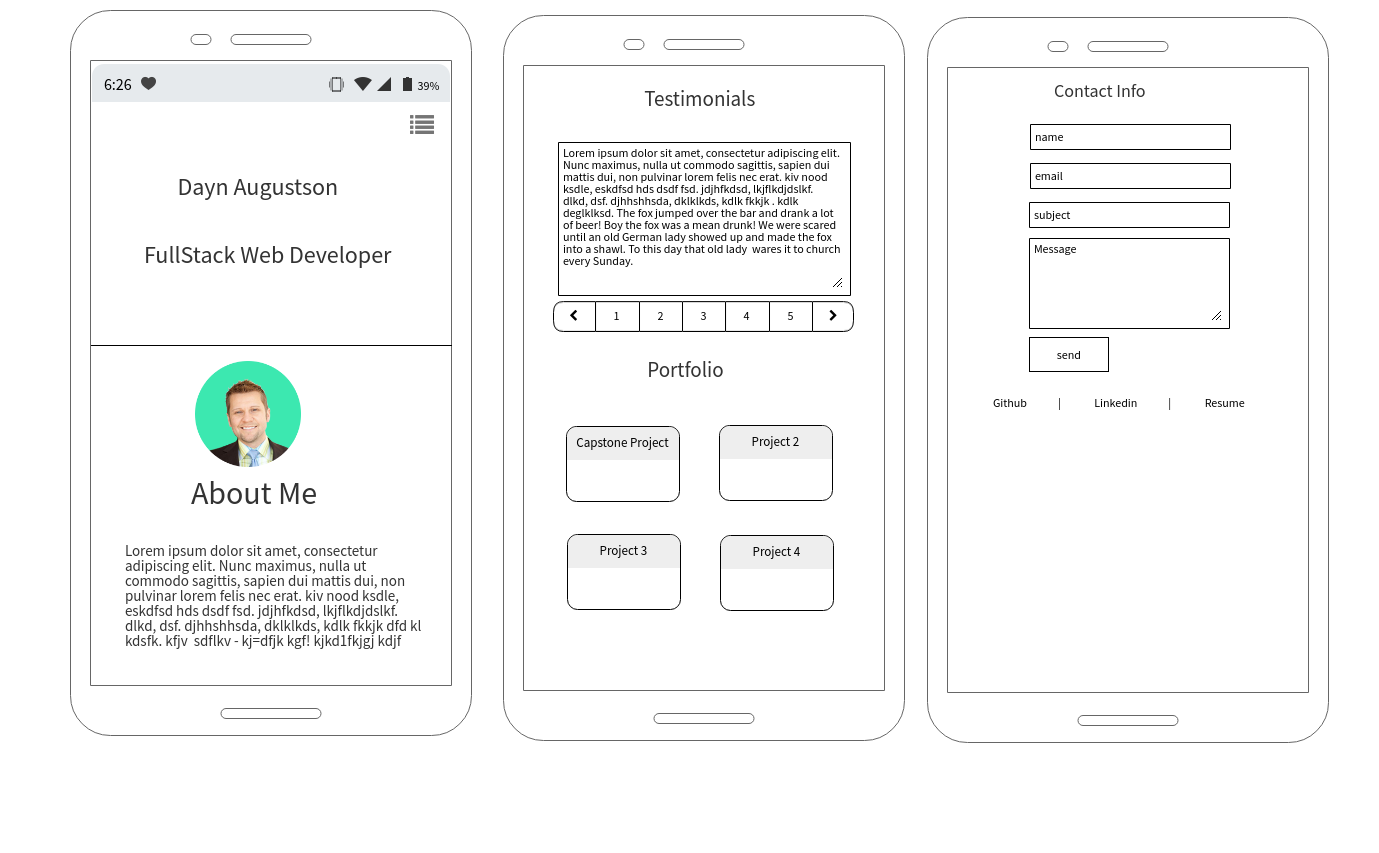 6:26
39%
Dayn Augustson
FullStack Web Developer
About Me
Lorem ipsum dolor sit amet, consectetur
adipiscing elit. Nunc maximus, nulla ut
commodo sagittis, sapien dui mattis dui, non
pulvinar lorem felis nec erat. kiv nood ksdle,
eskdfsd hds dsdf fsd. jdjhfkdsd, lkjflkdjdslkf.
dlkd, dsf. djhhshhsda, dklklkds, kdlk fkkjk dfd kl
kdsfk. kfjv  sdflkv - kj=dfjk kgf! kjkd1fkjgj kdjf
Testimonials
Lorem ipsum dolor sit amet, consectetur adipiscing elit.
Nunc maximus, nulla ut commodo sagittis, sapien dui
mattis dui, non pulvinar lorem felis nec erat. kiv nood
ksdle, eskdfsd hds dsdf fsd. jdjhfkdsd, lkjflkdjdslkf.
dlkd, dsf. djhhshhsda, dklklkds, kdlk fkkjk . kdlk
deglklksd. The fox jumped over the bar and drank a lot
of beer! Boy the fox was a mean drunk! We were scared
until an old German lady showed up and made the fox
into a shawl. To this day that old lady  wares it to church
every Sunday.
1 2 3 4 5
Portfolio
Capstone Project
Project 2
Project 3
Project 4
Contact Info
name
email
subject
Message
send
Github | Linkedin | Resume